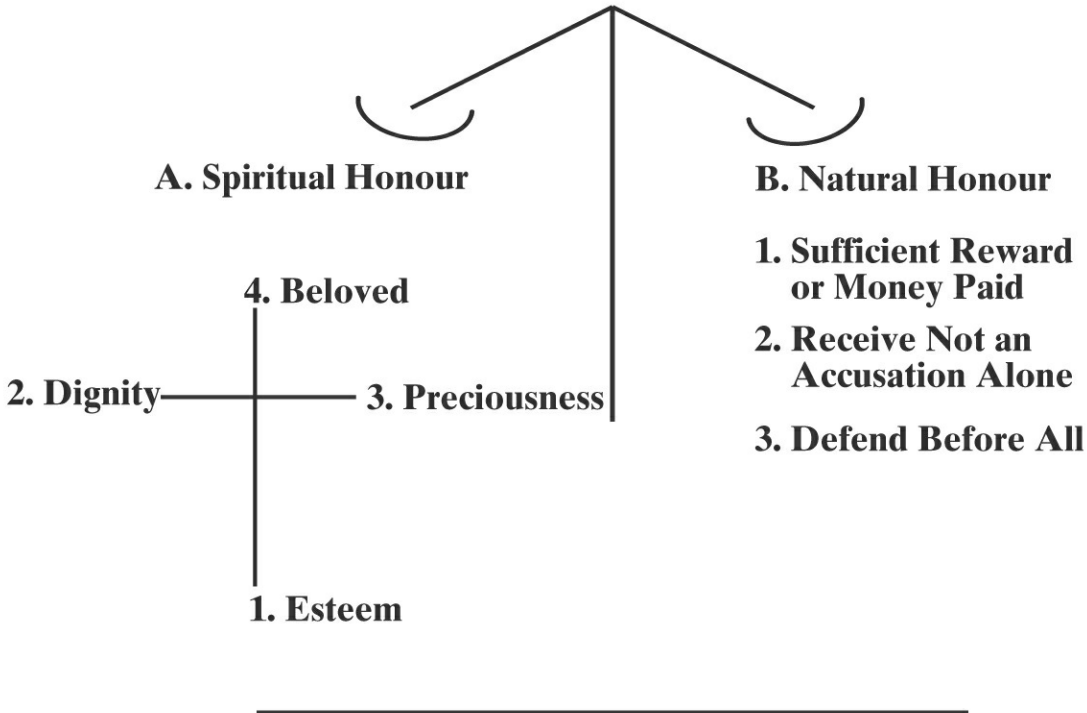 A. Spiritual Honour
4. Beloved
2. Dignity
3. Preciousness
1. Esteem
B. Natural Honour
1. Sufficient Reward
or Money Paid
2. Receive Not an
Accusation Alone
3. Defend Before All